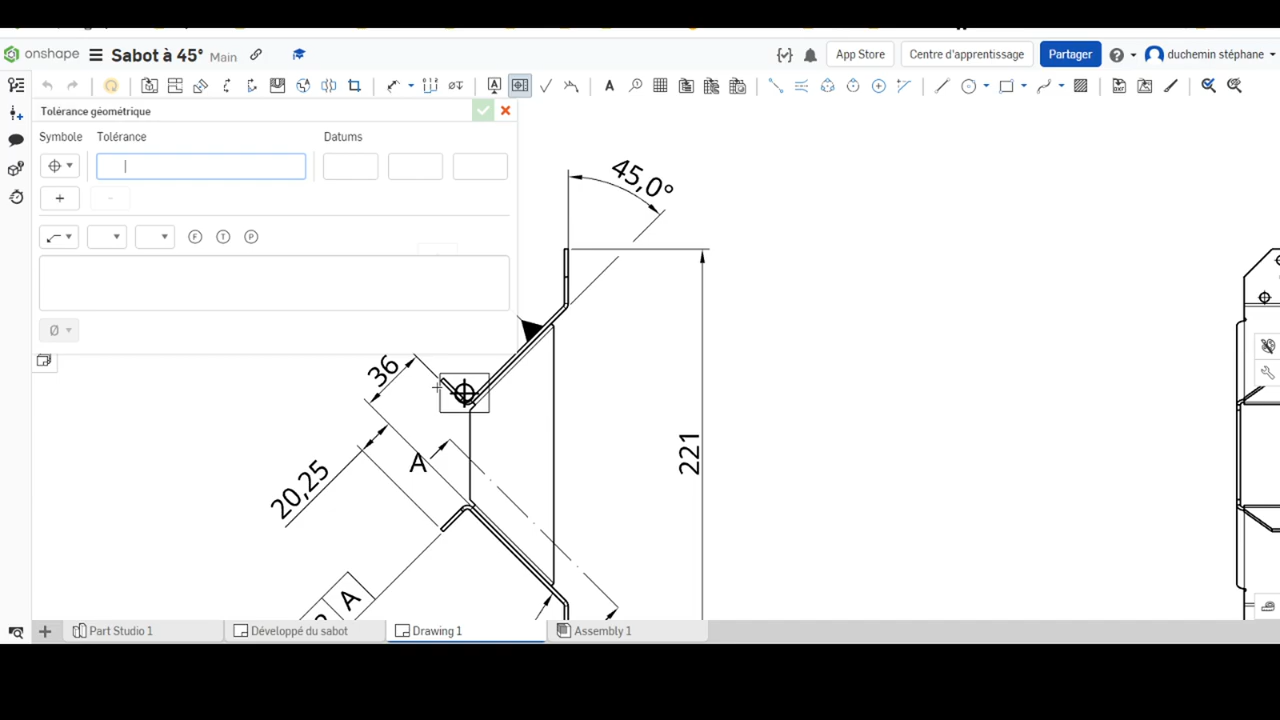 onshape Sabot à 45° Main App Store Centre d'apprentissage Partager duchemin stéphane
Tolérance géometrique
Symbole Tolérance Datums
F T P
Ø
45,0°
36
A
20,25
221
A
Part Studio 1 Développé du sabot Drawing 1 Assembly 1